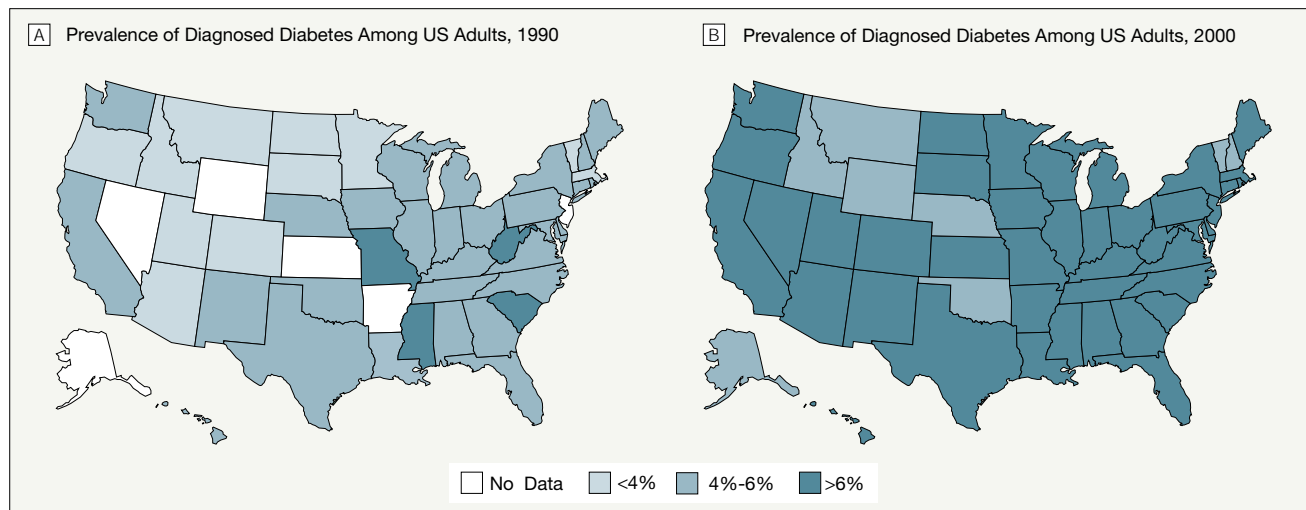 A Prevalence of Diagnosed Diabetes Among US Adults, 1990
B Prevalence of Diagnosed Diabetes Among US Adults, 2000
No Data <4% 4%-6% >6%